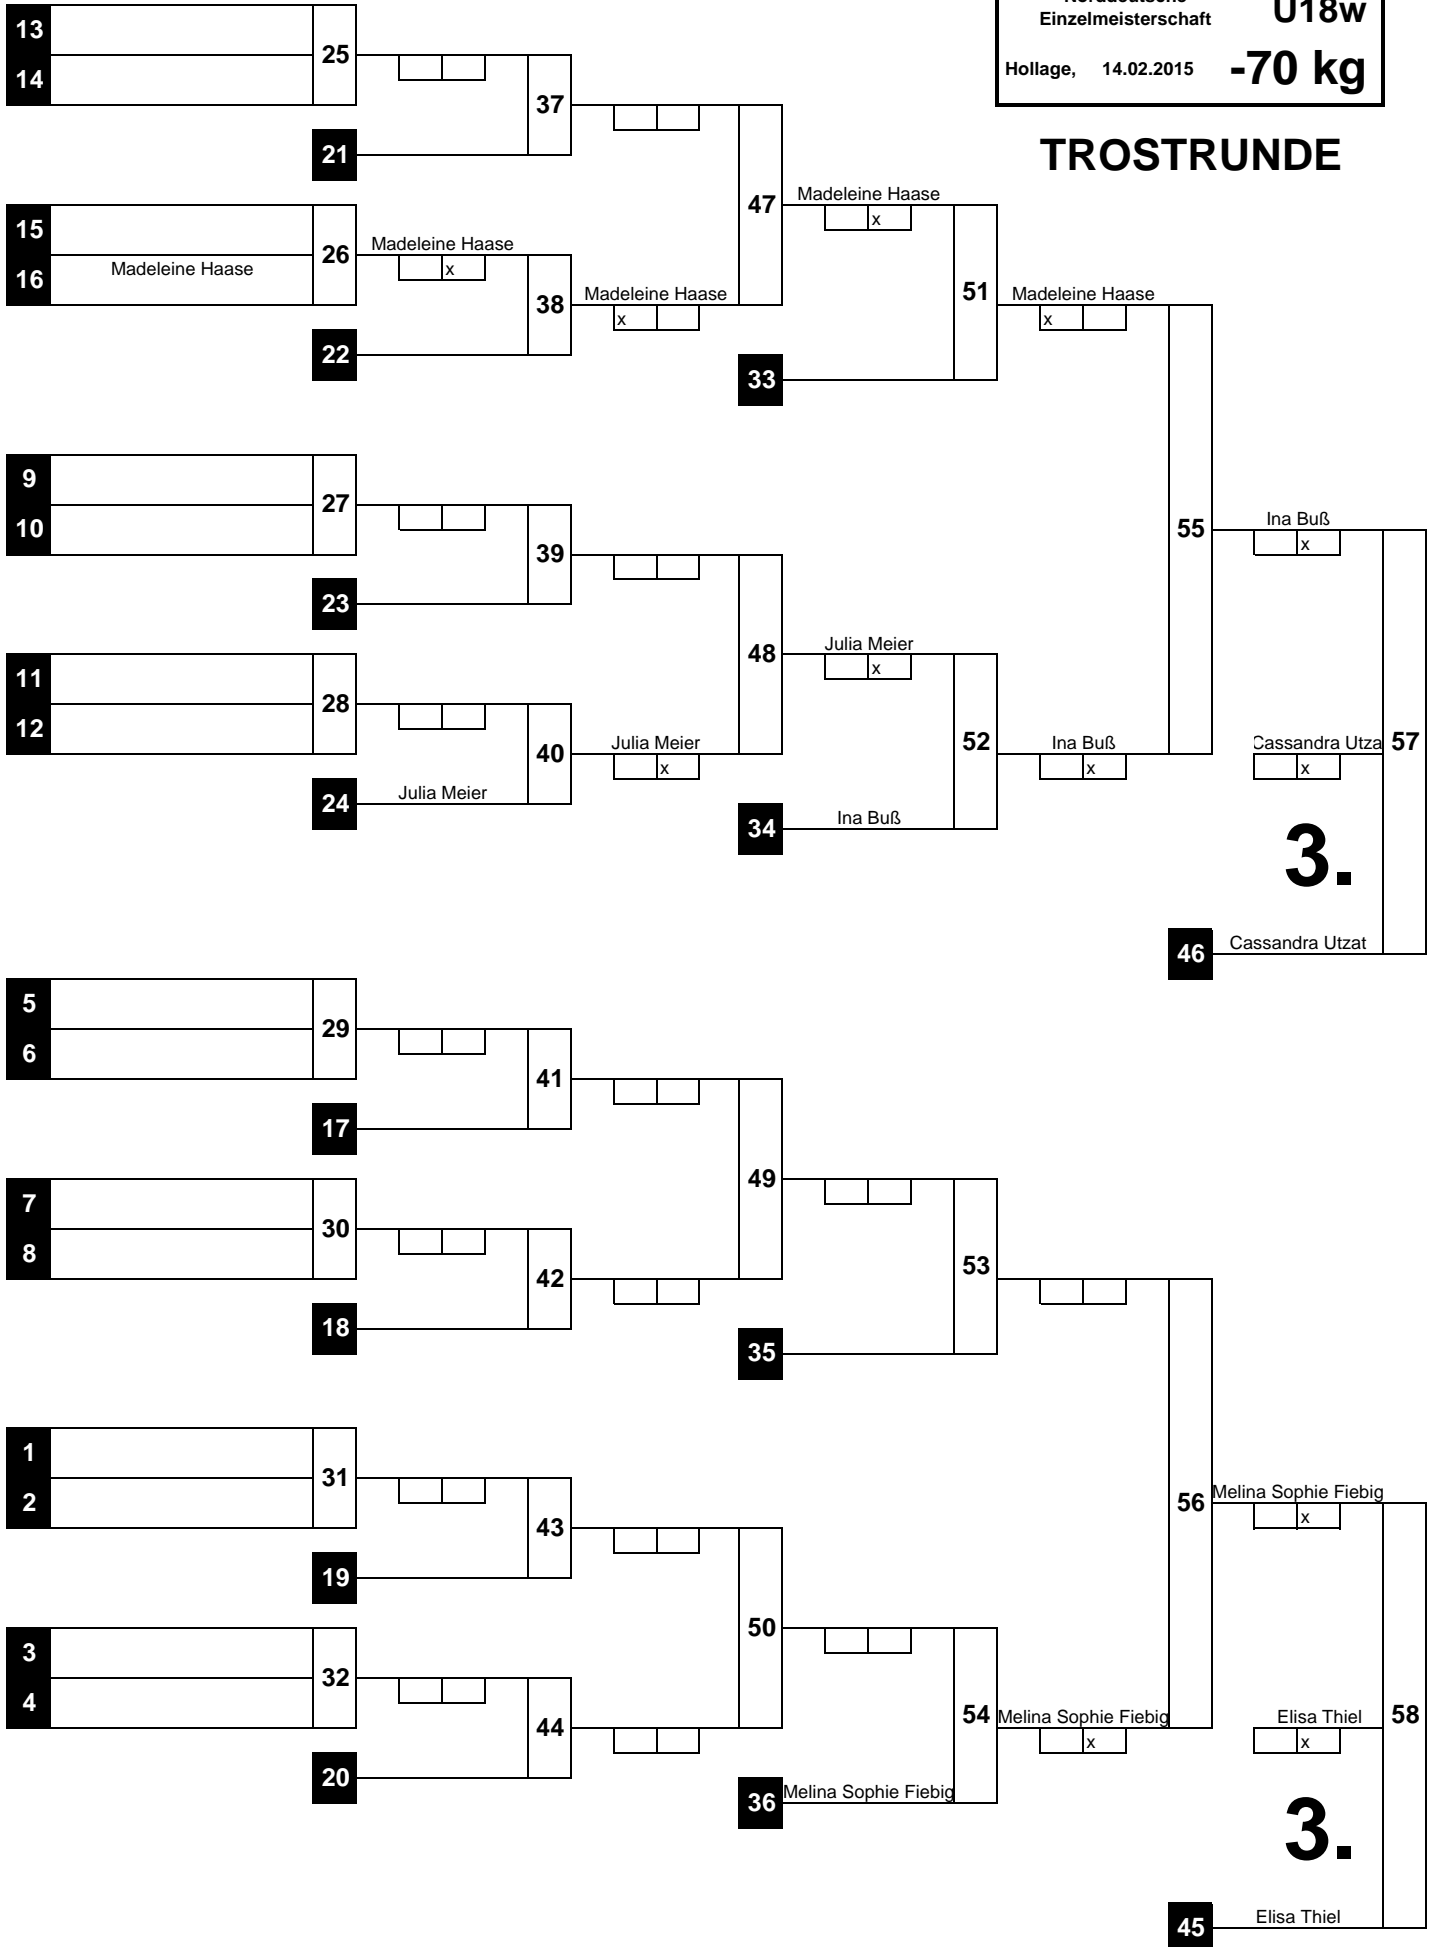 Norddeutsche
Einzelmeisterschaft
U18w
Hollage, 14.02.2015
-70 kg
TROSTRUNDE
13
14
25
37
21
47
Madeleine Haase
x
15
16
Madeleine Haase
26
Madeleine Haase
x
38
Madeleine Haase
x
22
51
Madeleine Haase
x
33
9
10
27
39
23
48
Julia Meier
x
55
Ina Buß
x
11
12
28
40
Julia Meier
x
24
Julia Meier
52
Ina Buß
x
34
Ina Buß
Cassandra Utza
x
57
3.
46
Cassandra Utzat
5
6
29
41
17
49
7
8
30
42
18
53
35
1
2
31
43
19
50
56
Melina Sophie Fiebig
x
3
4
32
44
20
54
Melina Sophie Fiebig
x
36
Melina Sophie Fiebig
Elisa Thiel
x
58
3.
45
Elisa Thiel